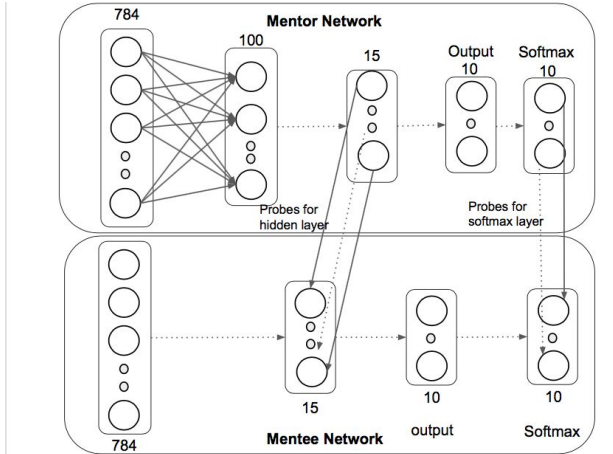 784
Mentor Network
100
15
Output
10
Softmax
10
Probes for
hidden layer
Probes for
softmax layer
15
10
10
784
Mentee Network
output
Softmax